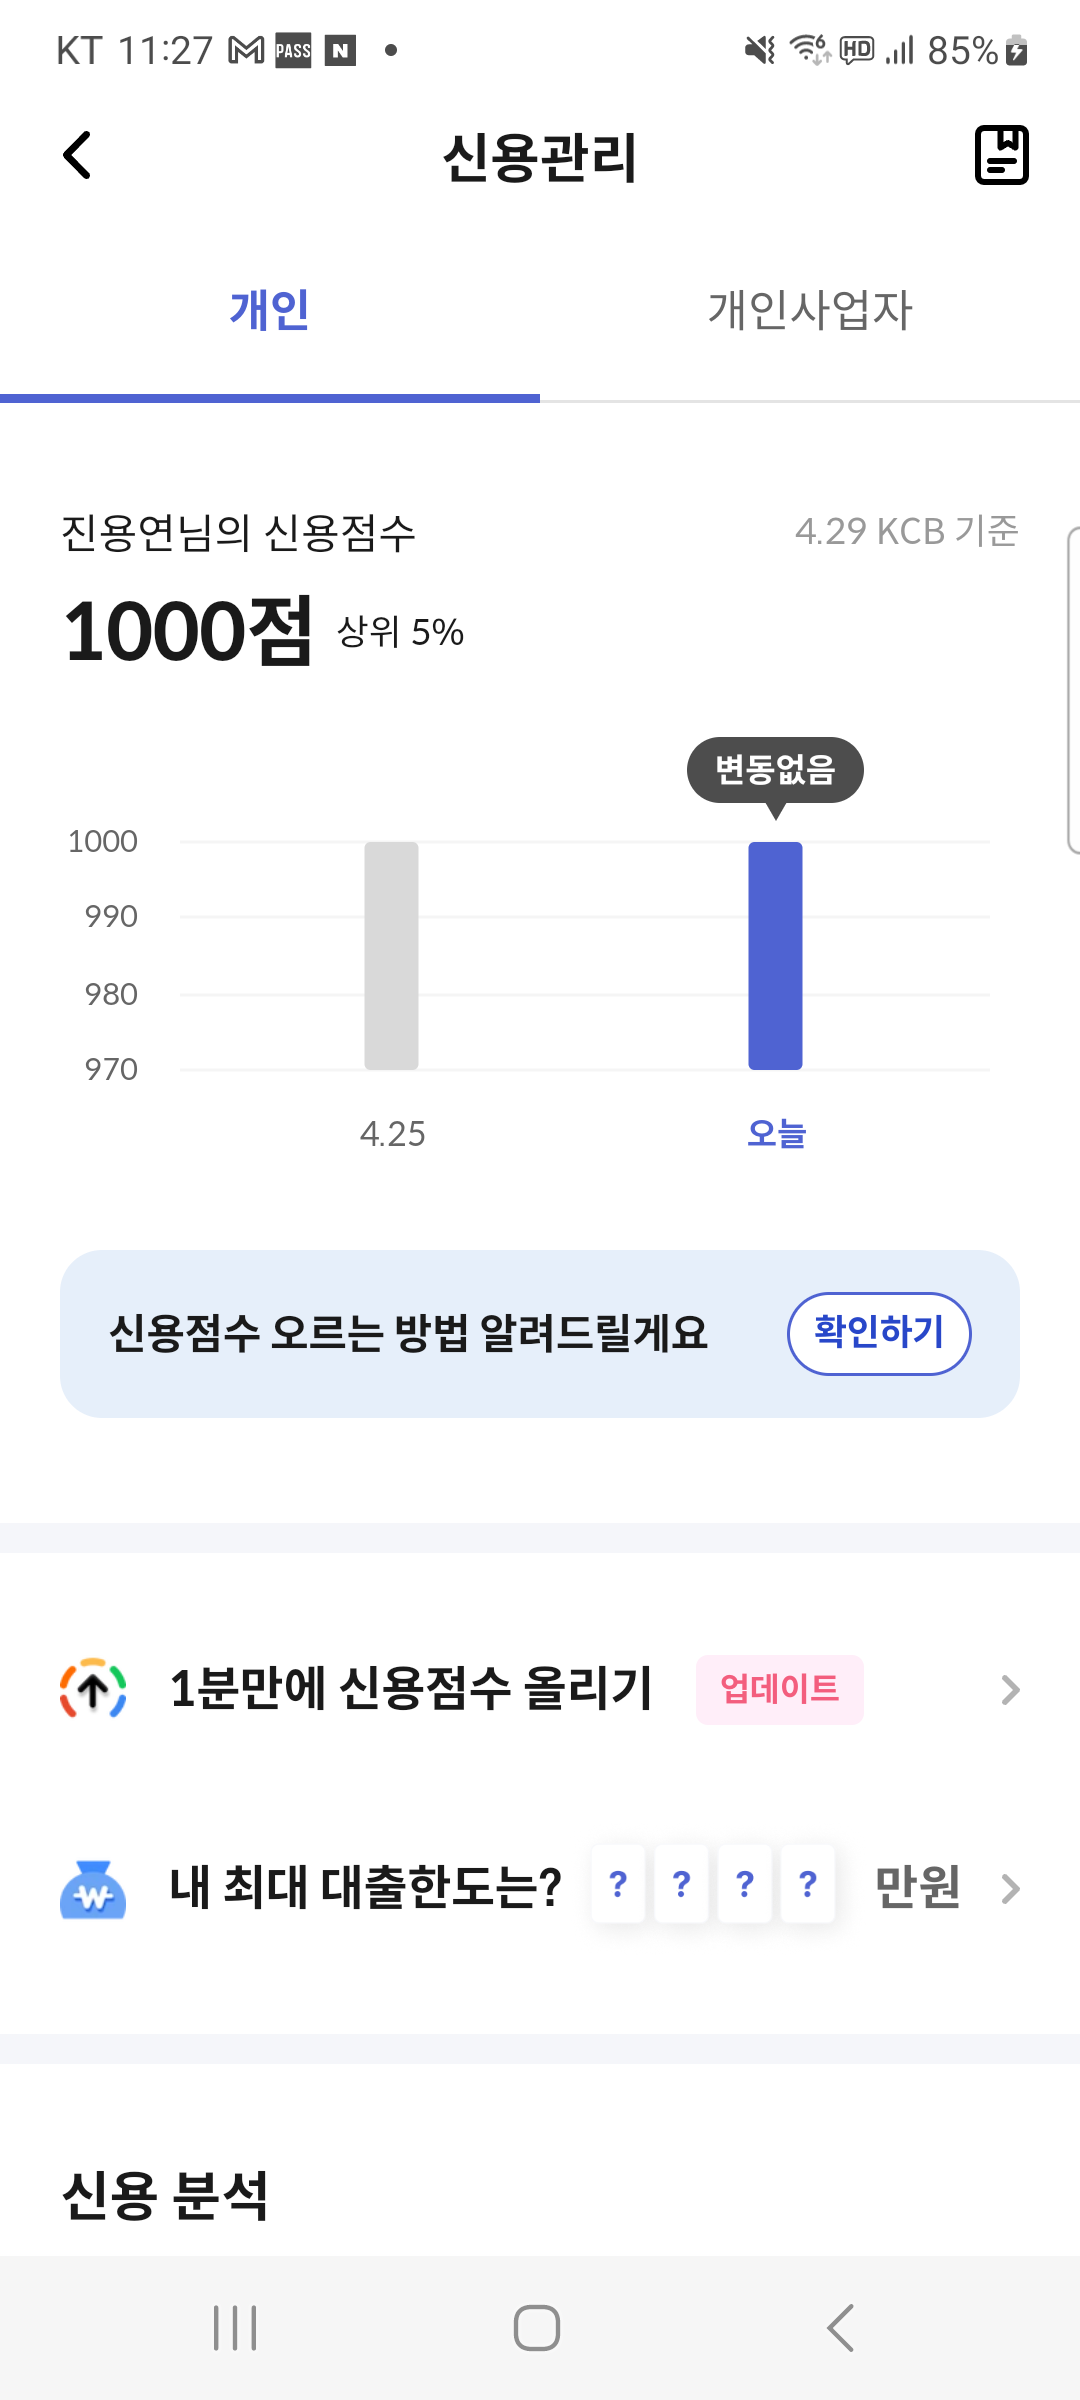 KT 11:27 PASS N HD 85%
신용관리
개인 개인사업자
진용연님의 신용점수 4.29 KCB 기준
1000점 상위 5%
변동없음
1000
990
980
970
4.25 오늘
신용점수 오르는 방법 알려드릴게요 확인하기
1분만에 신용점수 올리기 업데이트
내 최대 대출한도는? ? ? ? ? 만원
신용 분석